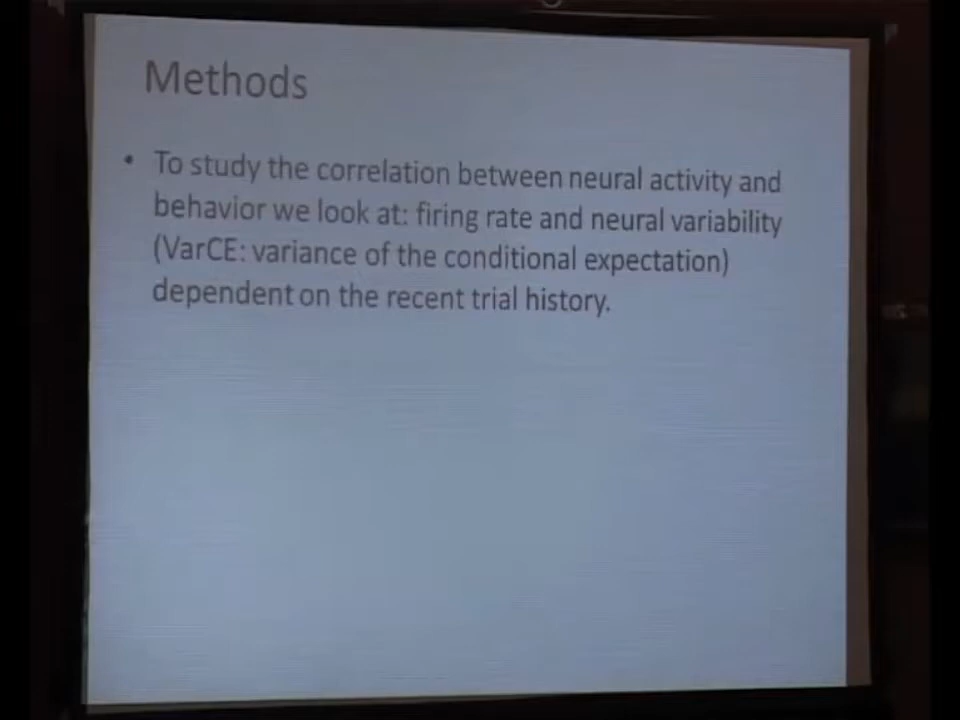 Methods
• To study the correlation between neural activity and
behavior we look at: firing rate and neural variability
(VarCE: variance of the conditional expectation)
dependent on the recent trial history.